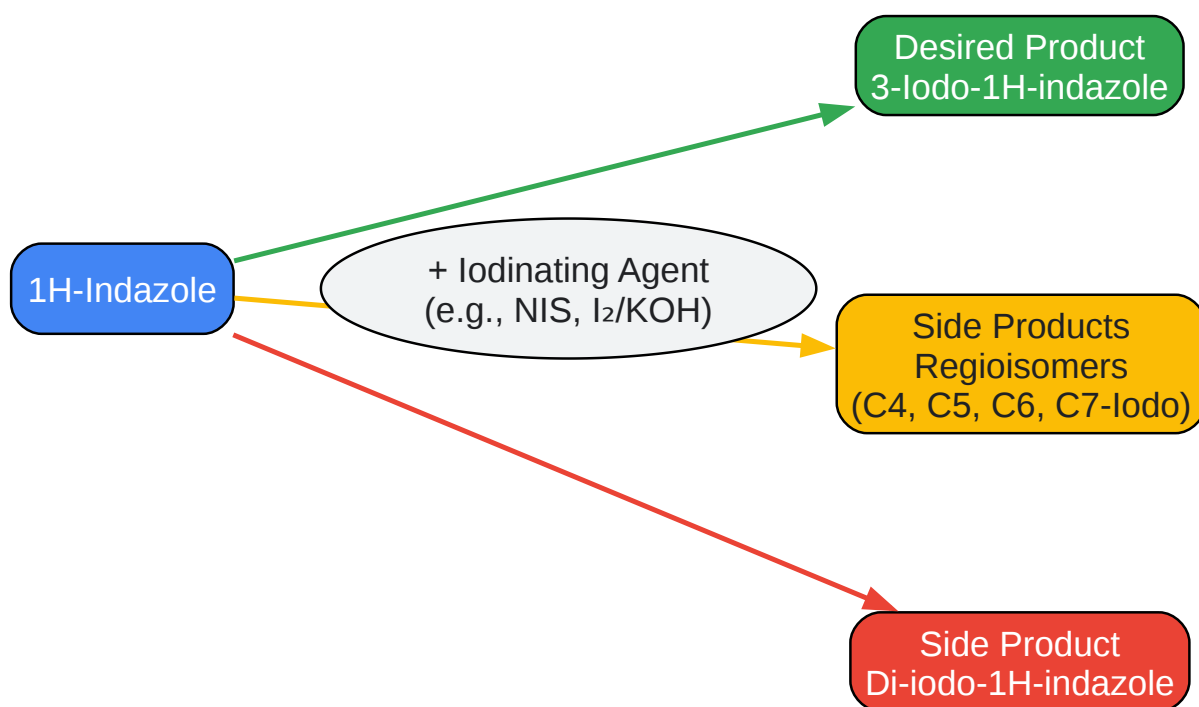 Desired Product
3-Iodo-1H-indazole
1H-Indazole
+ Iodinating Agent
(e.g., NIS, I₂/KOH)
Side Products
Regioisomers
(C4, C5, C6, C7-Iodo)
Side Product
Di-iodo-1H-indazole